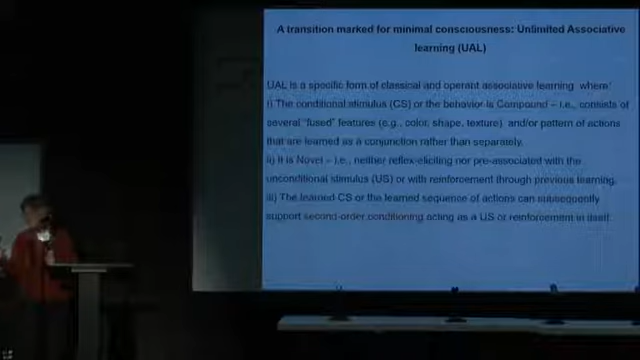 A transition marked for minimal consciousness: Unlimited Associative
learning (UAL)
UAL is a specific form of classical and operant associative learning where:
i) The conditional stimulus (CS) or the behavior is Compound – i.e., consists of
several "fused" features (e.g., color, shape, texture) and/or pattern of actions
that are learned as a conjunction rather than separately.
ii) It is Novel – i.e., neither reflex-eliciting nor pre-associated with the
unconditional stimulus (US) or with reinforcement through previous learning.
iii) The learned CS or the learned sequence of actions can subsequently
support second-order conditioning acting as a US or reinforcement in itself.